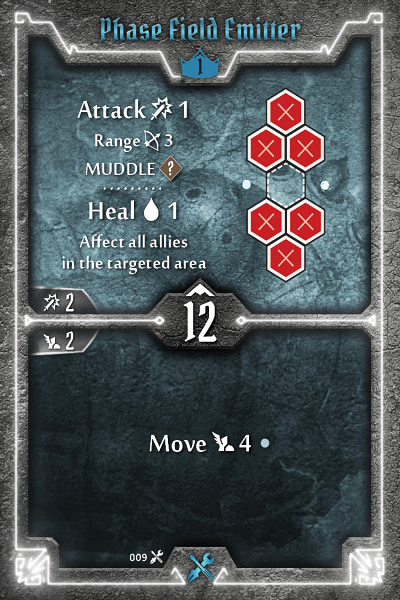 Phase Field Emitter
1
Attack 1
Range 3
MUDDLE ?
Heal 1
Affect all allies
in the targeted area
2
12
2
Move 4
009